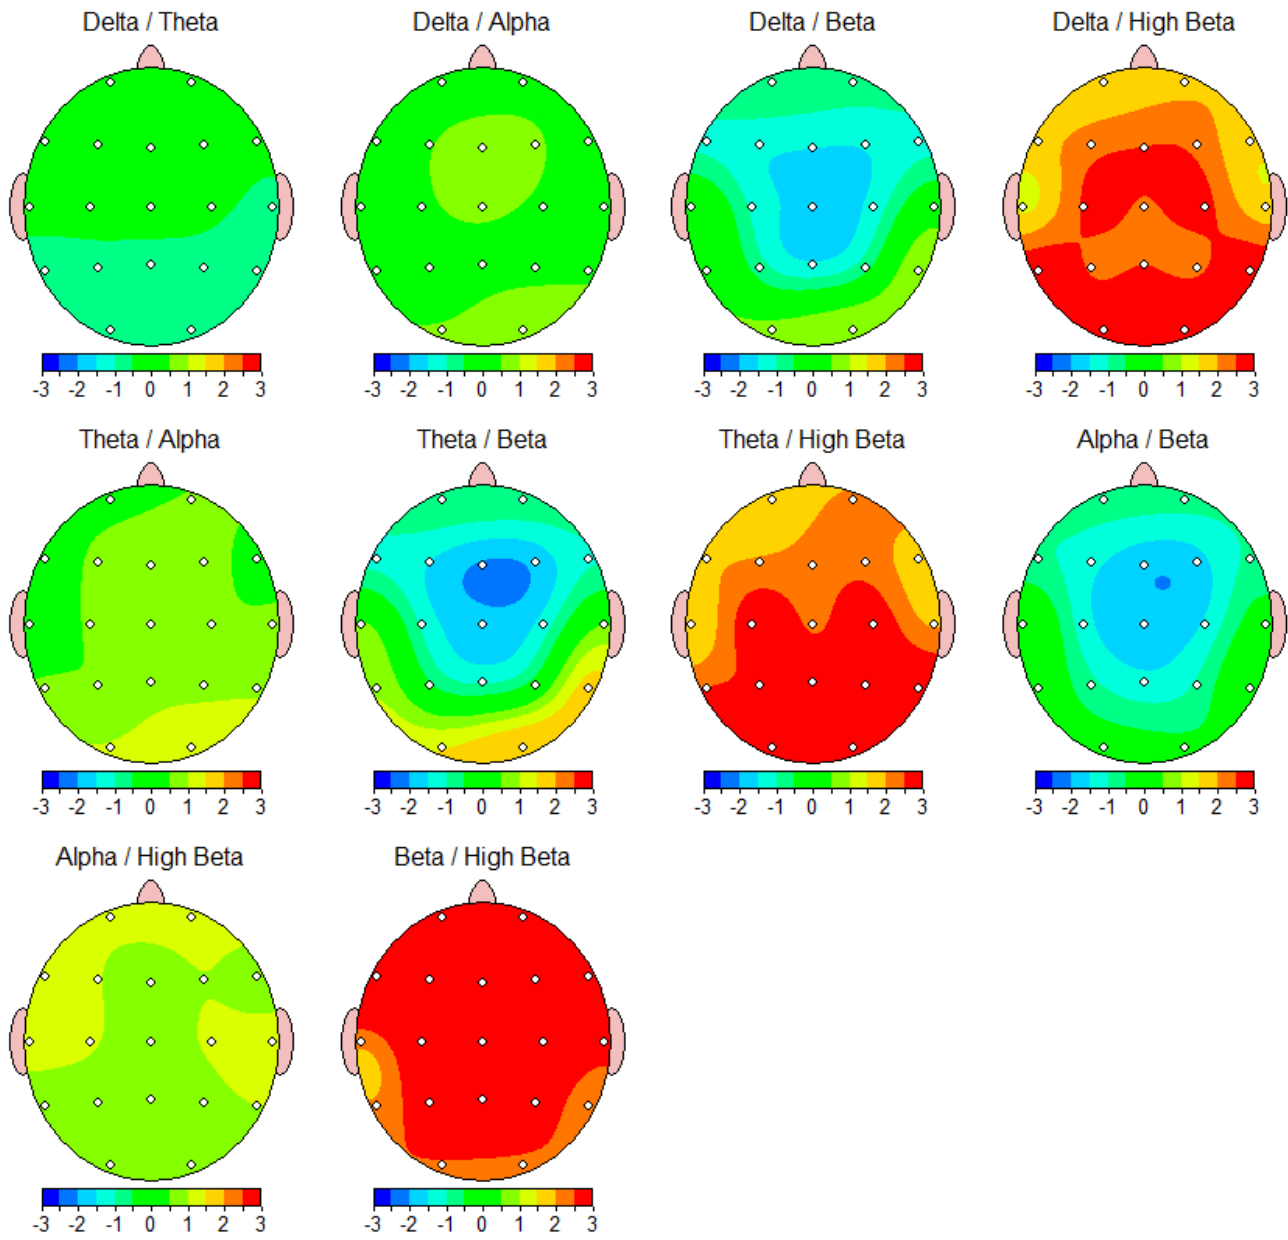 Delta / Theta
Delta / Alpha
Delta / Beta
Delta / High Beta
-3 -2 -1 0 1 2 3
-3 -2 -1 0 1 2 3
-3 -2 -1 0 1 2 3
-3 -2 -1 0 1 2 3
Theta / Alpha
Theta / Beta
Theta / High Beta
Alpha / Beta
-3 -2 -1 0 1 2 3
-3 -2 -1 0 1 2 3
-3 -2 -1 0 1 2 3
-3 -2 -1 0 1 2 3
Alpha / High Beta
Beta / High Beta
-3 -2 -1 0 1 2 3
-3 -2 -1 0 1 2 3